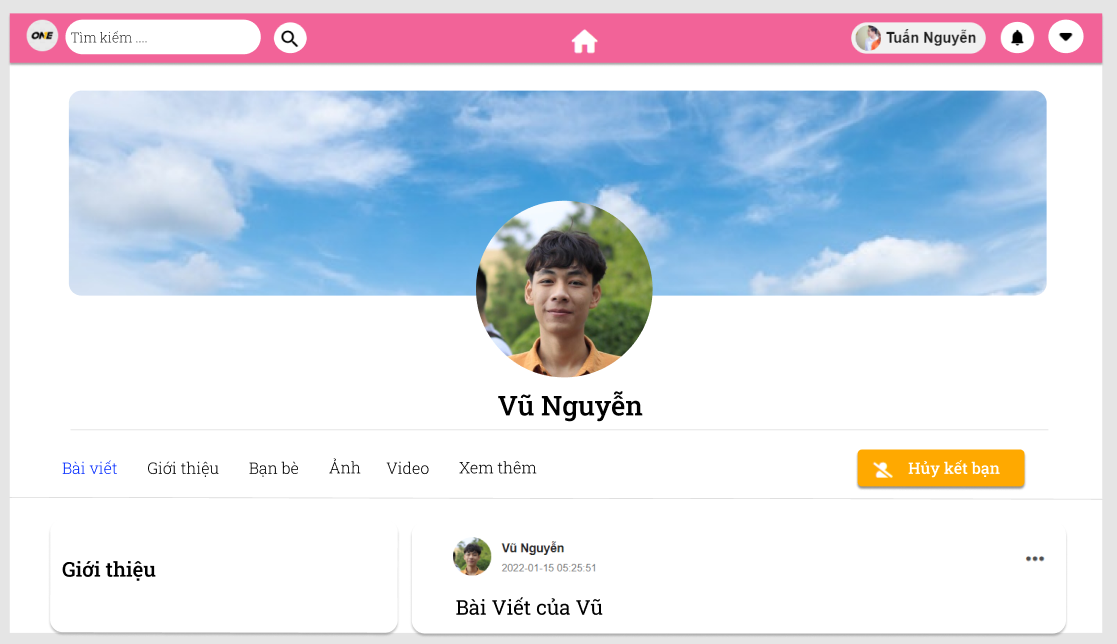 ONE
Tìm kiếm ....
Tuấn Nguyễn
Vũ Nguyễn
Bài viết Giới thiệu Bạn bè Ảnh Video Xem thêm
Hủy kết bạn
Giới thiệu
Vũ Nguyễn
2022-01-15 05:25:51
Bài Viết của Vũ